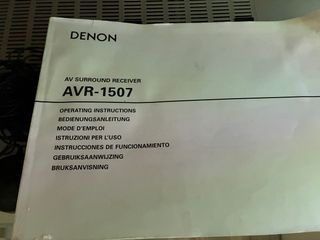 DENON
AV SURROUND RECEIVER
AVR-1507
OPERATING INSTRUCTIONS
BEDIENUNGSANLEITUNG
MODE D'EMPLOI
ISTRUZIONI PER L'USO
INSTRUCCIONES DE FUNCIONAMIENTO
GEBRUIKSAANWIJZING
BRUKSANVISNING